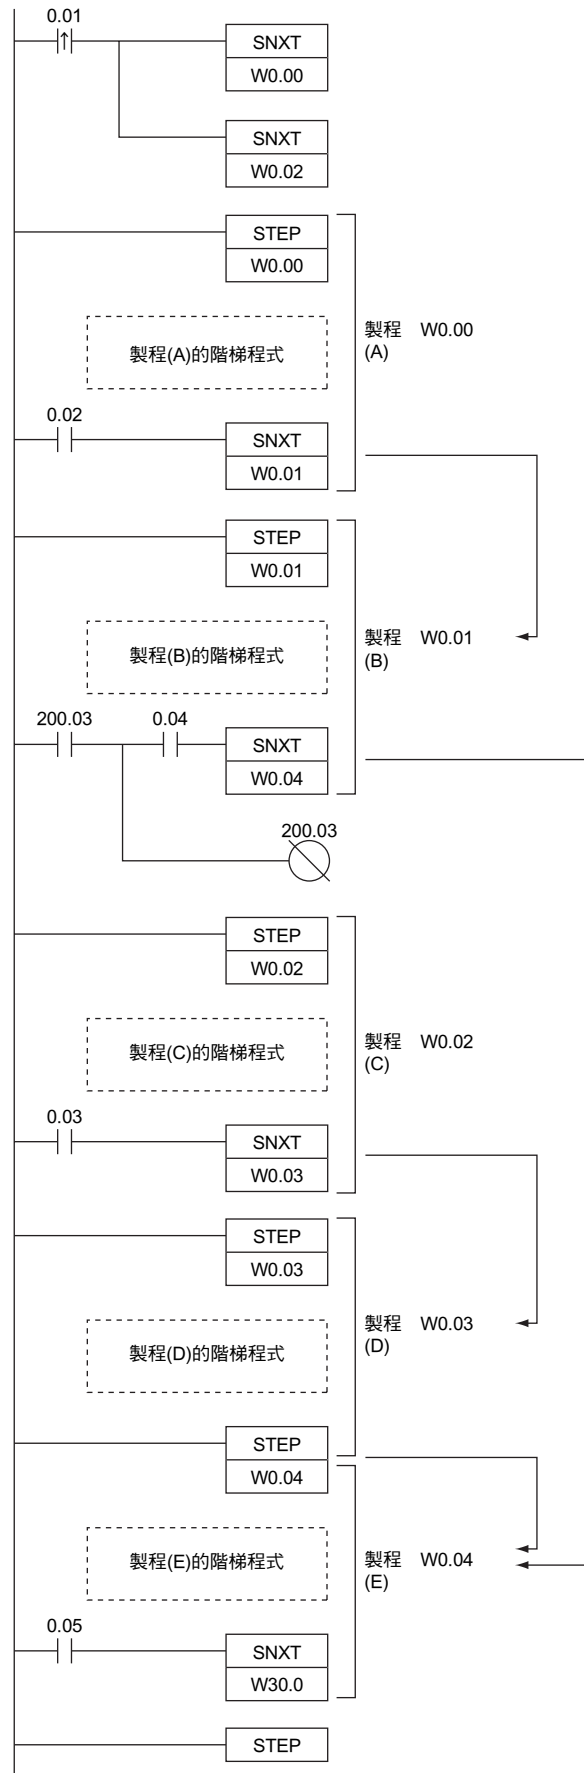 0.01
SNXT
W0.00
SNXT
W0.02
STEP
W0.00
製程(A)的階梯程式
製程 W0.00
(A)
0.02
SNXT
W0.01
STEP
W0.01
製程(B)的階梯程式
製程 W0.01
(B)
200.03 0.04
SNXT
W0.04
200.03
STEP
W0.02
製程(C)的階梯程式
製程 W0.02
(C)
0.03
SNXT
W0.03
STEP
W0.03
製程(D)的階梯程式
製程 W0.03
(D)
STEP
W0.04
製程(E)的階梯程式
製程 W0.04
(E)
0.05
SNXT
W30.0
STEP